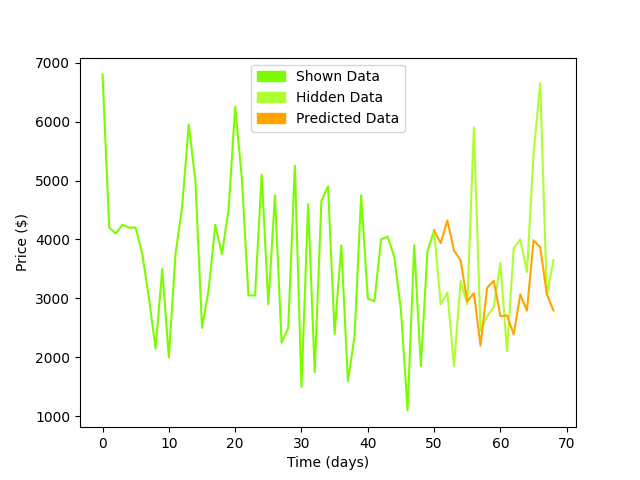 7000
6000
5000
4000
3000
2000
1000
Price ($)
Shown Data
Hidden Data
Predicted Data
0 10 20 30 40 50 60 70
Time (days)